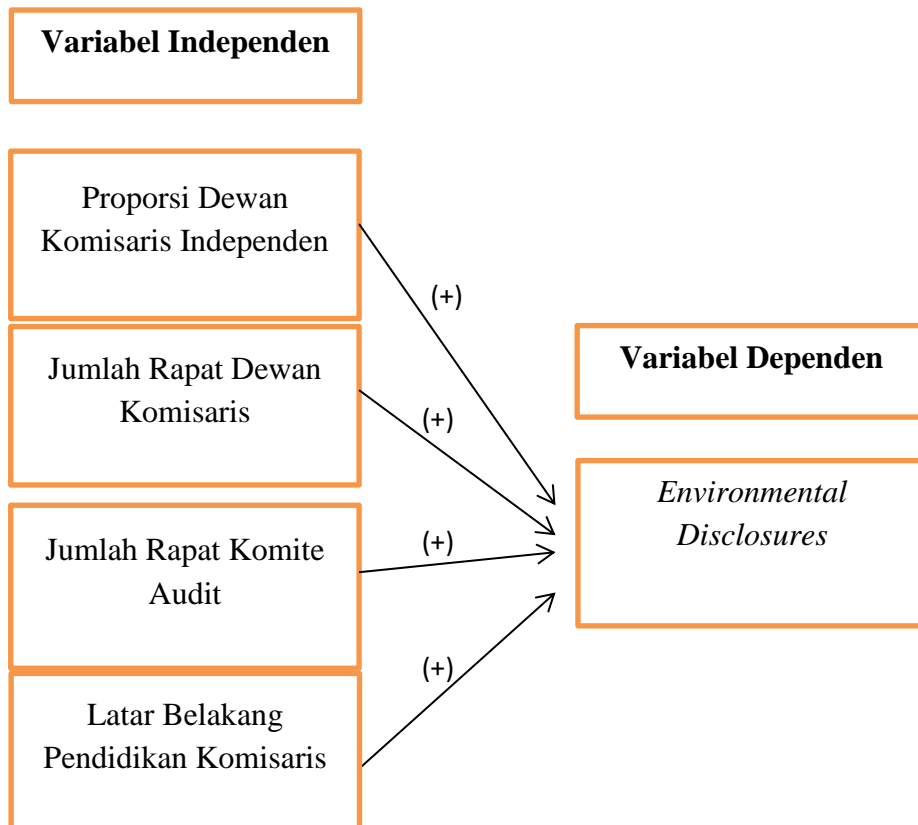 Variabel Independen
Proporsi Dewan
Komisaris Independen
(+)
Jumlah Rapat Dewan
Komisaris
(+)
Jumlah Rapat Komite
Audit
(+)
Latar Belakang
Pendidikan Komisaris
(+)
Variabel Dependen
Environmental
Disclosures